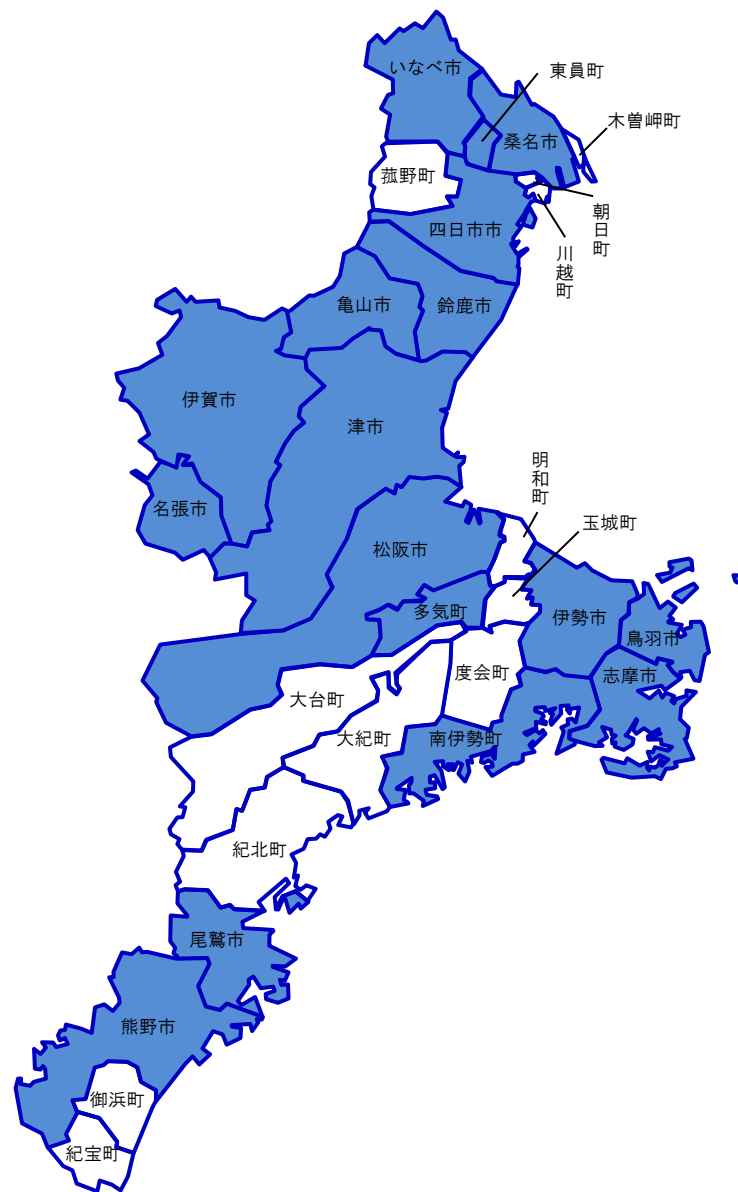 いなべ市
東員町
木曽岬町
桑名市
菰野町
朝日町
四日市市
川越町
亀山市
鈴鹿市
伊賀市
津市
明和町
名張市
玉城町
松阪市
多気町
伊勢市
鳥羽市
度会町
志摩市
大台町
大紀町
南伊勢町
紀北町
尾鷲市
熊野市
御浜町
紀宝町